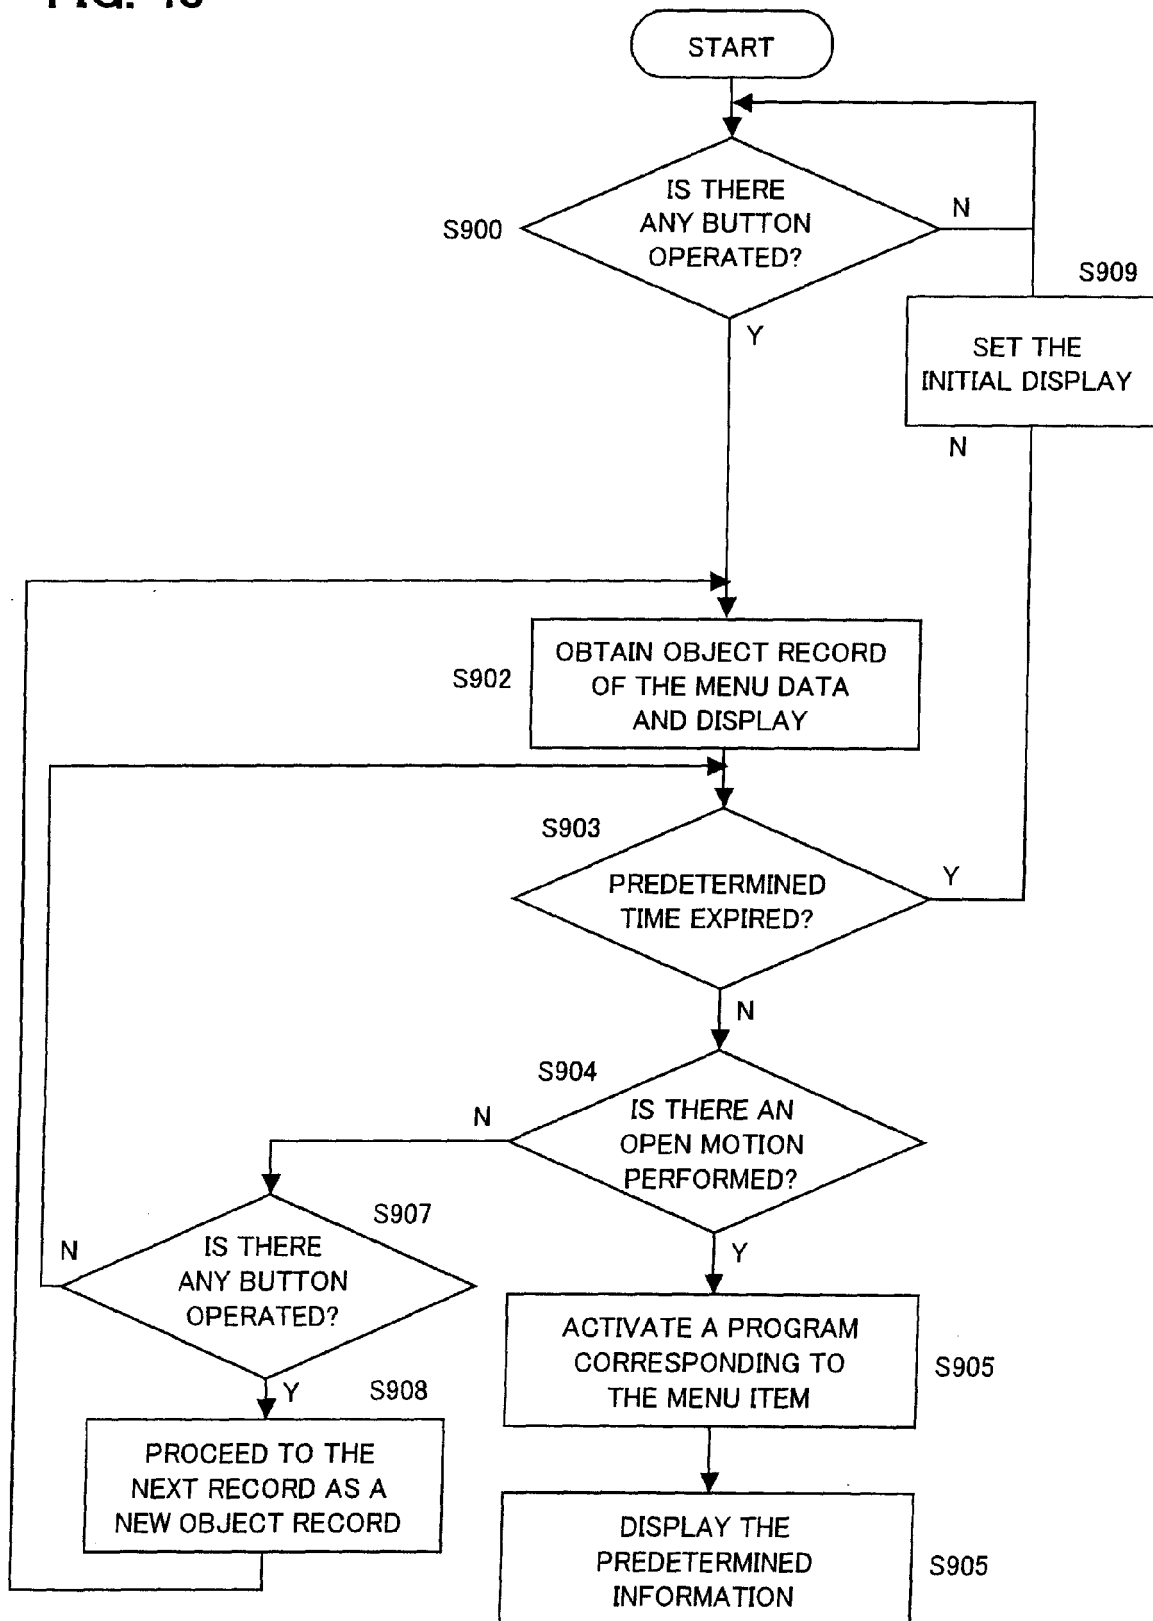 START
IS THERE
ANY BUTTON
OPERATED?
N
S900
Y
S909
SET THE
INITIAL DISPLAY
N
S902
OBTAIN OBJECT RECORD
OF THE MENU DATA
AND DISPLAY
S903
PREDETERMINED
TIME EXPIRED?
Y
N
S904
IS THERE AN
OPEN MOTION
PERFORMED?
N
Y
S907
IS THERE
ANY BUTTON
OPERATED?
N
Y
S908
PROCEED TO THE
NEXT RECORD AS A
NEW OBJECT RECORD
ACTIVATE A PROGRAM
CORRESPONDING TO
THE MENU ITEM
S905
DISPLAY THE
PREDETERMINED
INFORMATION
S905